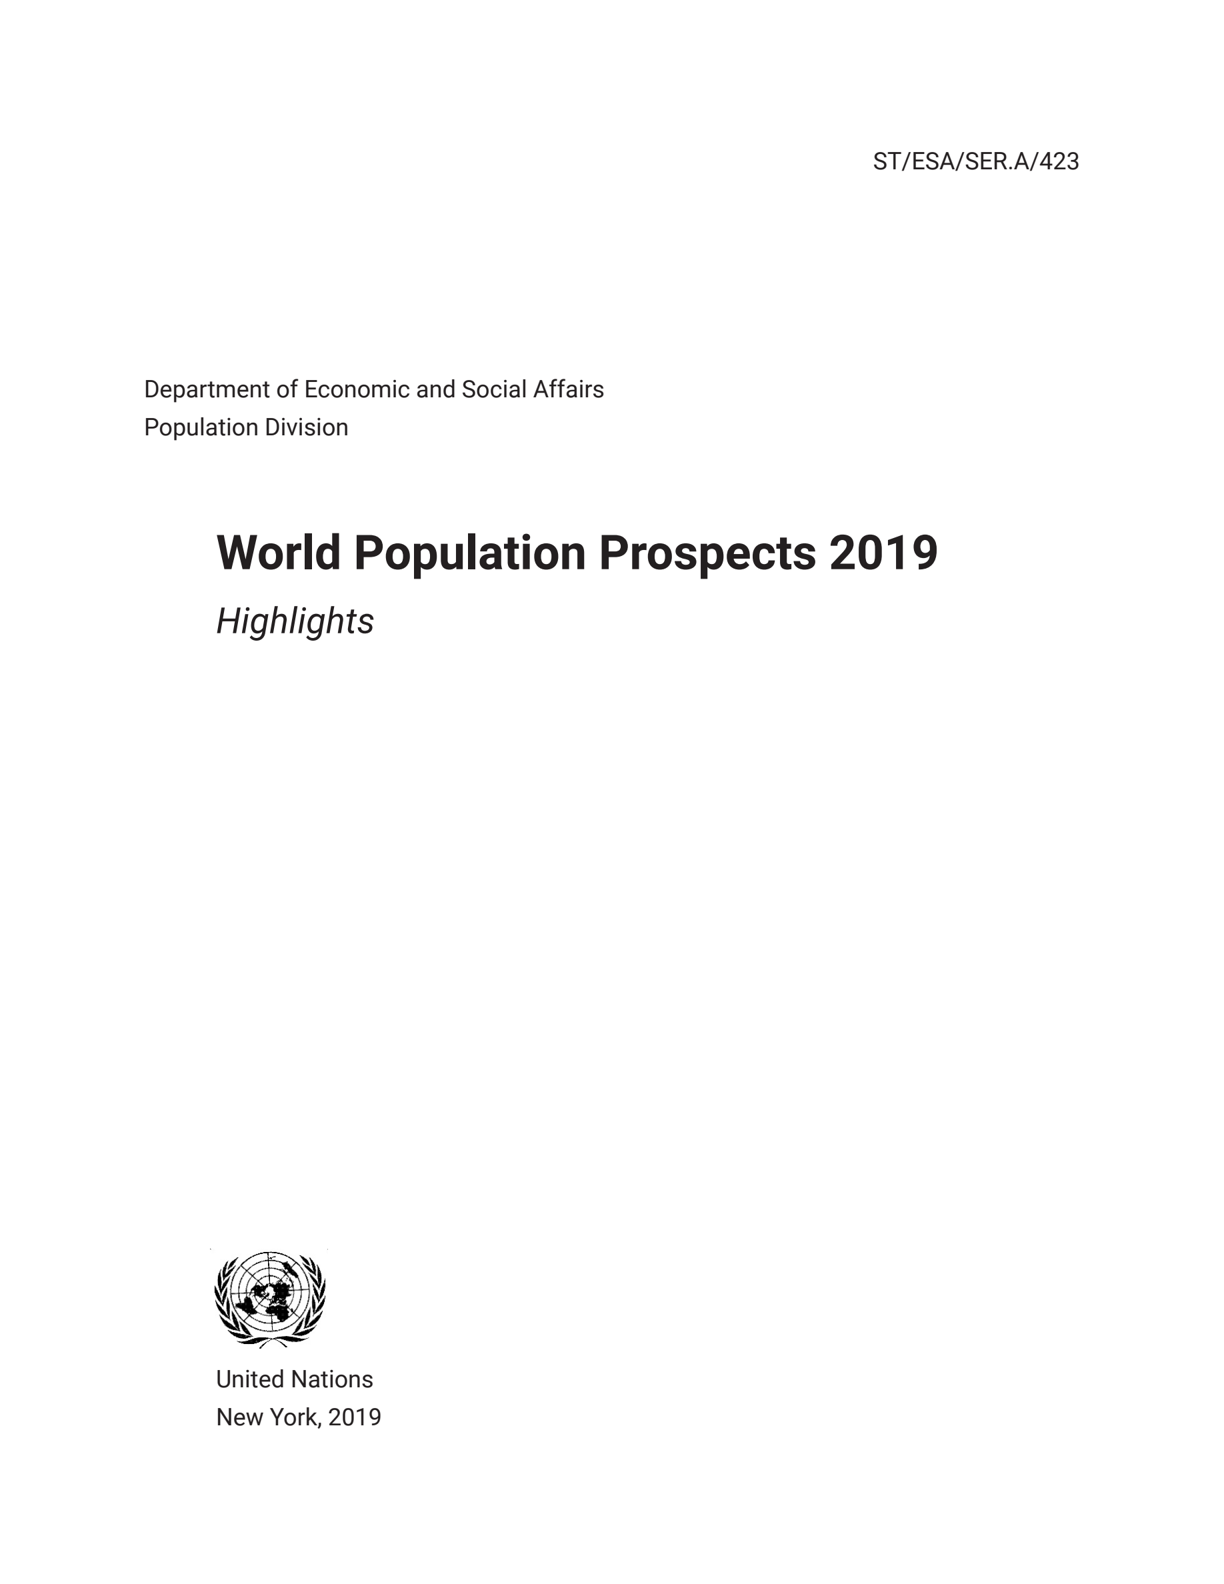 ST/ESA/SER.A/423
Department of Economic and Social Affairs
Population Division
World Population Prospects 2019
Highlights
United Nations
New York, 2019